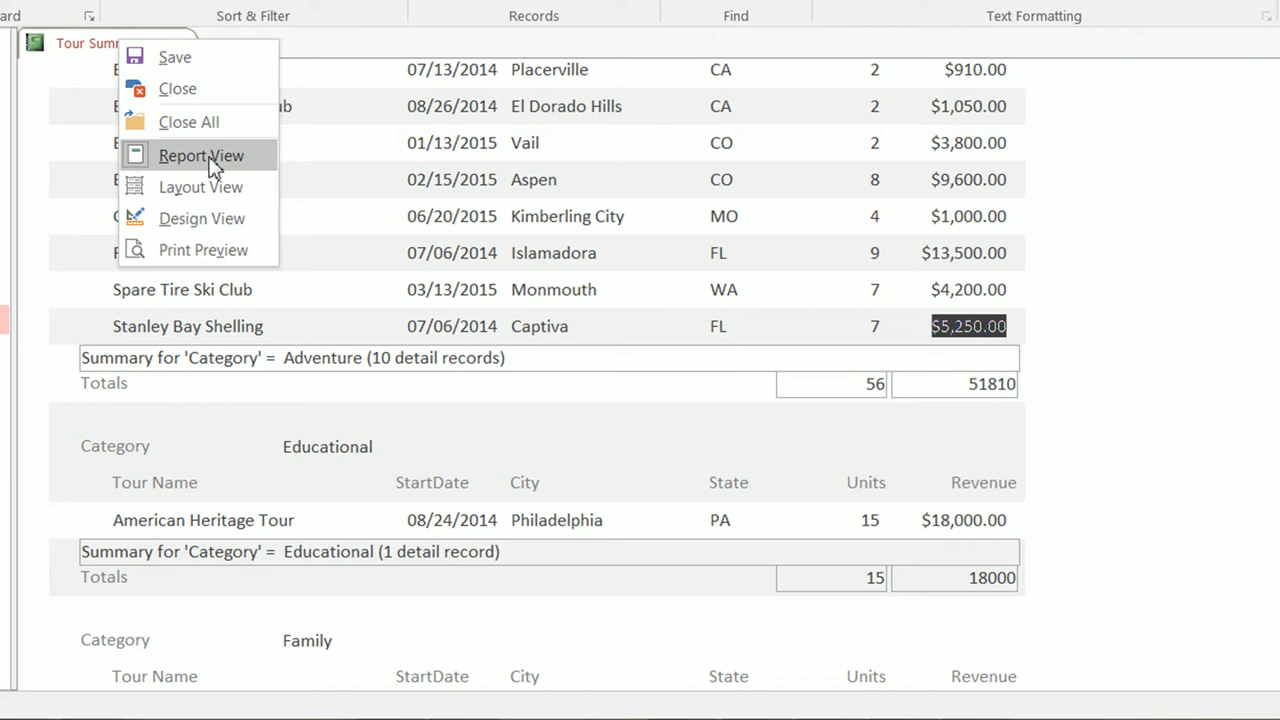 ard Sort & Filter Records Find Text Formatting
Tour Sum
Save
Close
Close All
Report View
Layout View
Design View
Print Preview
07/13/2014 Placerville CA 2 $910.00
ub 08/26/2014 El Dorado Hills CA 2 $1,050.00
01/13/2015 Vail CO 2 $3,800.00
02/15/2015 Aspen CO 8 $9,600.00
06/20/2015 Kimberling City MO 4 $1,000.00
07/06/2014 Islamadora FL 9 $13,500.00
Spare Tire Ski Club 03/13/2015 Monmouth WA 7 $4,200.00
Stanley Bay Shelling 07/06/2014 Captiva FL 7 $5,250.00
Summary for 'Category' = Adventure (10 detail records)
Totals 56 51810
Category Educational
Tour Name StartDate City State Units Revenue
American Heritage Tour 08/24/2014 Philadelphia PA 15 $18,000.00
Summary for 'Category' = Educational (1 detail record)
Totals 15 18000
Category Family
Tour Name StartDate City State Units Revenue